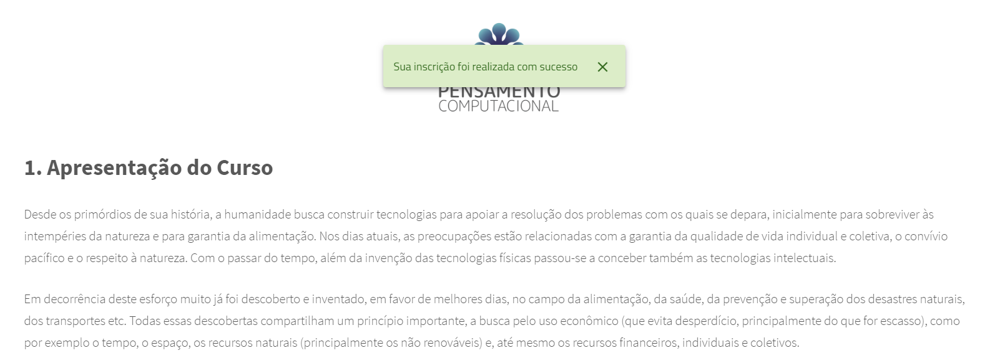 Sua inscrição foi realizada com sucesso
PENSAMENTO
COMPUTACIONAL
1. Apresentação do Curso
Desde os primórdios de sua história, a humanidade busca construir tecnologias para apoiar a resolução dos problemas com os quais se depara, inicialmente para sobreviver às
intempéries da natureza e para garantia da alimentação. Nos dias atuais, as preocupações estão relacionadas com a garantia da qualidade de vida individual e coletiva, o convívio
pacífico e o respeito à natureza. Com o passar do tempo, além da invenção das tecnologias físicas passou-se a conceber também as tecnologias intelectuais.
Em decorrência deste esforço muito já foi descoberto e inventado, em favor de melhores dias, no campo da alimentação, da saúde, da prevenção e superação dos desastres naturais,
dos transportes etc. Todas essas descobertas compartilham um princípio importante, a busca pelo uso econômico (que evita desperdício, principalmente do que for escasso), como
por exemplo o tempo, o espaço, os recursos naturais (principalmente os não renováveis) e, até mesmo os recursos financeiros, individuais e coletivos.